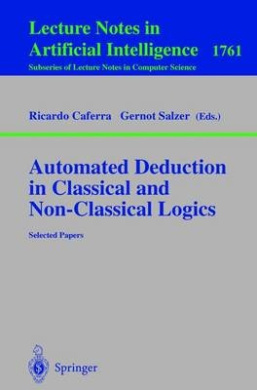 Lecture Notes in
Artificial Intelligence 1761
Subseries of Lecture Notes in Computer Science
Ricardo Caferra Gernot Salzer (Eds.)
Automated Deduction
in Classical and
Non-Classical Logics
Selected Papers
Springer